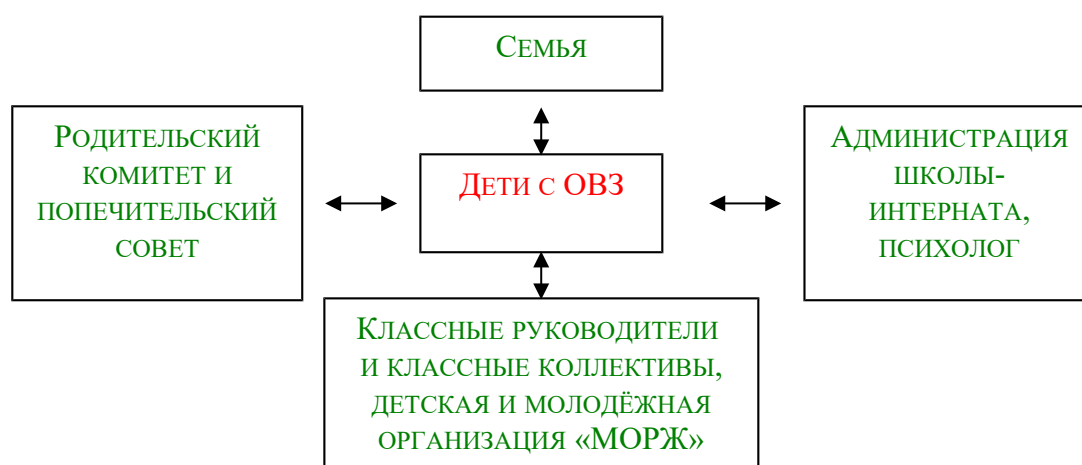 Семья
Родительский
комитет и
попечительский
совет
Дети с ОВЗ
Администрация
школы-
интерната,
психолог
Классные руководители
и классные коллективы,
детская и молодёжная
организация «МОРЖ»